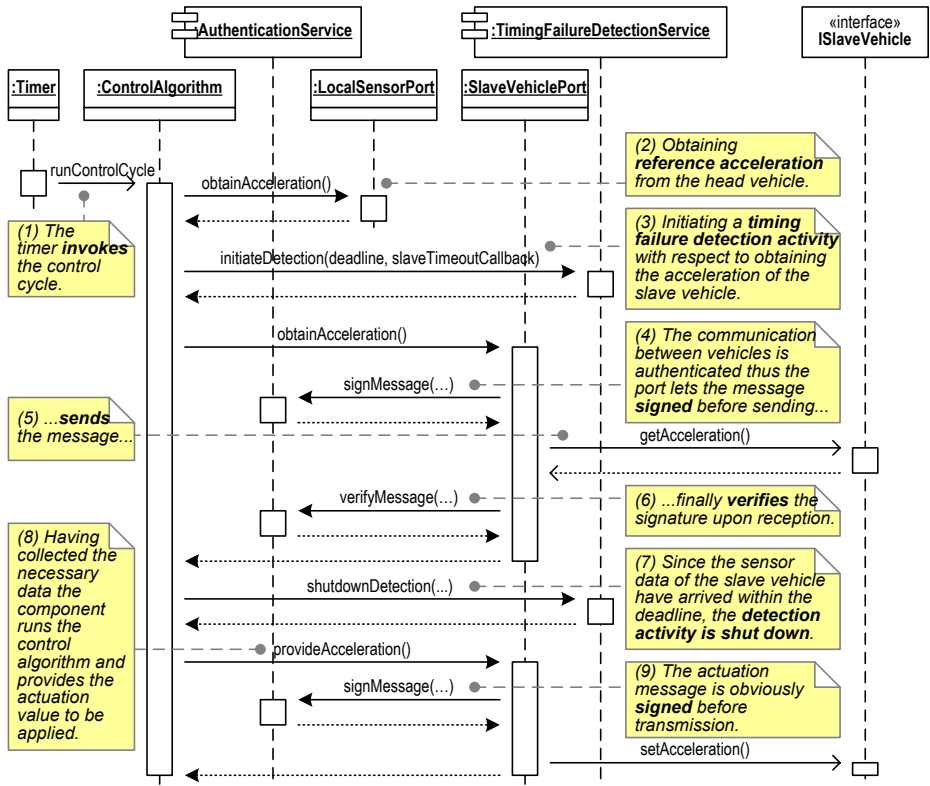 :AuthenticationService
:TimingFailureDetectionService
«interface»
ISlaveVehicle
:Timer
:ControlAlgorithm
:LocalSensorPort
:SlaveVehiclePort
runControlCycle
obtainAcceleration()
(2) Obtaining
reference acceleration
from the head vehicle.
(1) The
timer invokes
the control
cycle.
(3) Initiating a timing
failure detection activity
with respect to obtaining
the acceleration of the
slave vehicle.
initiateDetection(deadline, slaveTimeoutCallback)
obtainAcceleration()
(4) The communication
between vehicles is
authenticated thus the
port lets the message
signed before sending...
signMessage(…)
(5) ...sends
the message...
getAcceleration()
verifyMessage(…)
(6) ...finally verifies the
signature upon reception.
(8) Having
collected the
necessary
data the
component
runs the
control
algorithm and
provides the
actuation
value to be
applied.
(7) Since the sensor
data of the slave vehicle
have arrived within the
deadline, the detection
activity is shut down.
shutdownDetection(...)
provideAcceleration()
signMessage(…)
(9) The actuation
message is obviously
signed before
transmission.
setAcceleration()